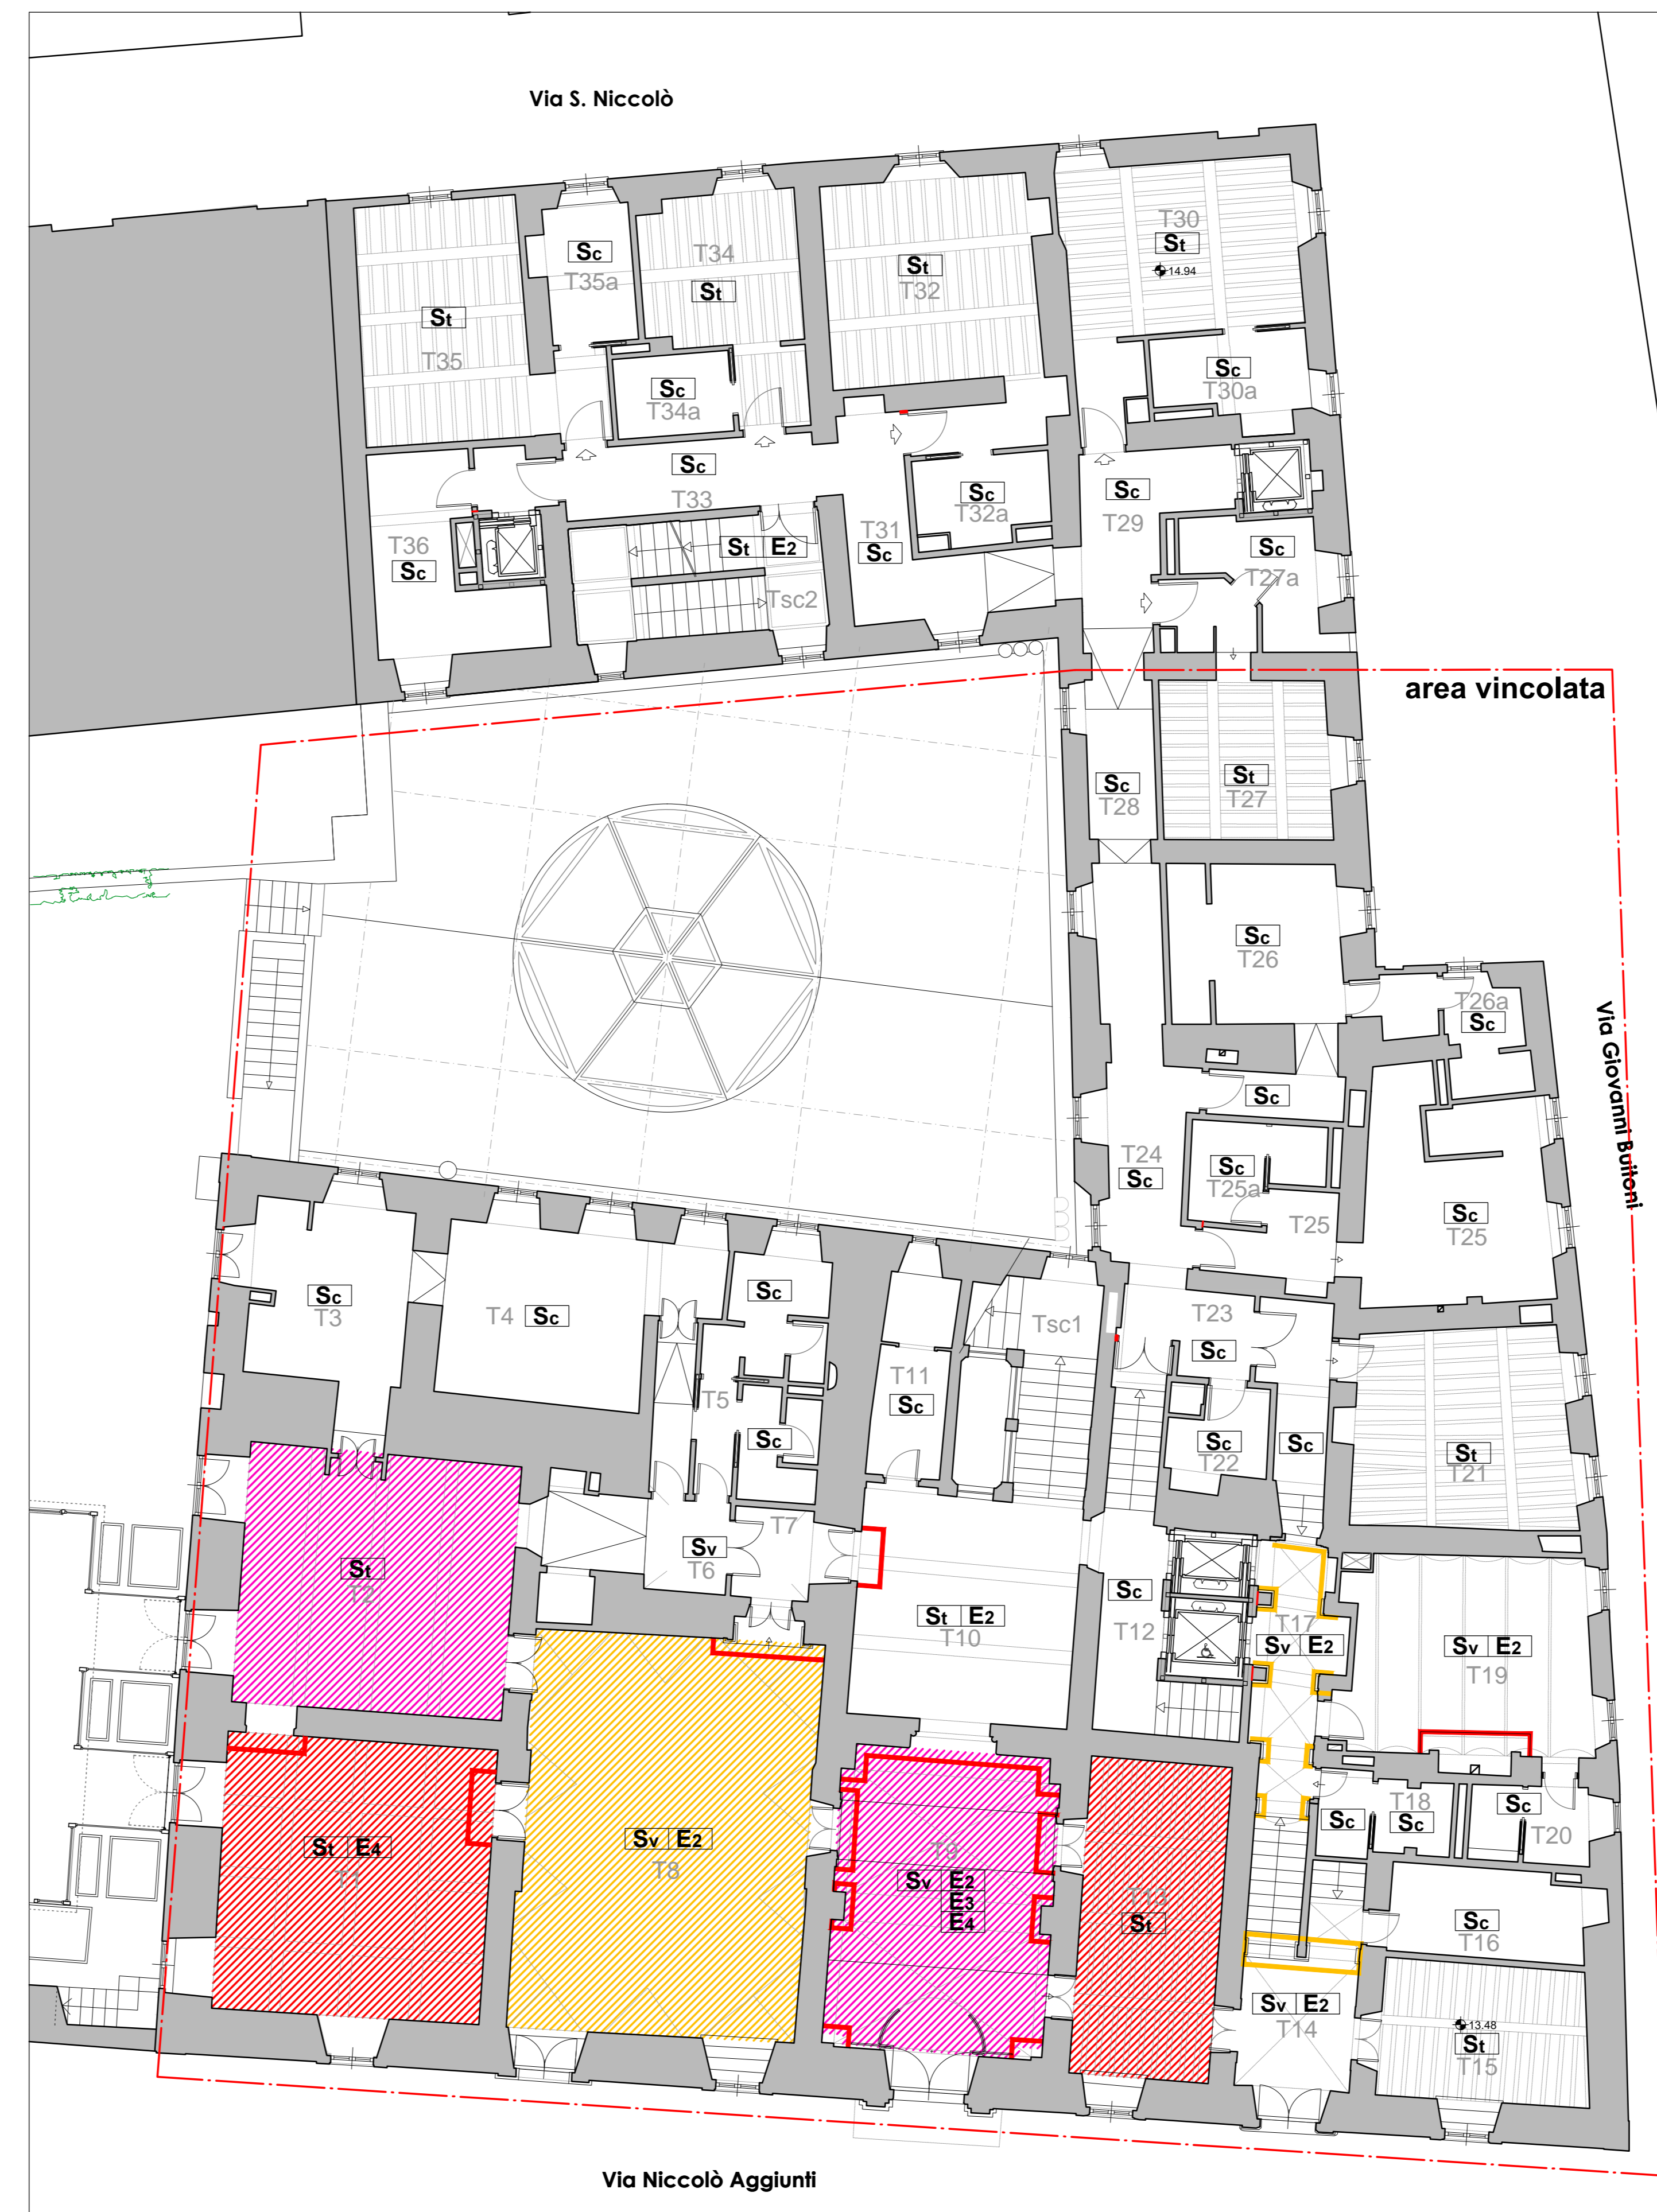 Via S. Niccolò
T30
St
14.94
Sc
T35a
T34
St
St
T32
St
T35
Sc
T30a
Sc
T34a
Sc
T33
Sc
T32a
Sc
T29
T31
Sc
T36
Sc
St E2
Tsc2
Sc
T27a
area vincolata
Sc
T28
St
T27
Sc
T26
T26a
Sc
Via Giovanni Buitoni
Sc
T24
Sc
Sc
T25a
T25
Sc
T25
Sc
T3
T4 Sc
Sc
Tsc1
T23
Sc
T5
T11
Sc
Sc
Sc
T22
Sc
St
T21
St
T2
Sv
T6
T7
St E2
T10
Sc
T12
T17
Sv E2
Sv E2
T19
St E4
T1
Sv E2
T8
T9
Sv E2
E3
E4
T13
St
T18
Sc
Sc
Sc
T20
Sc
T16
Sv E2
T14
13.48
St
T15
Via Niccolò Aggiunti